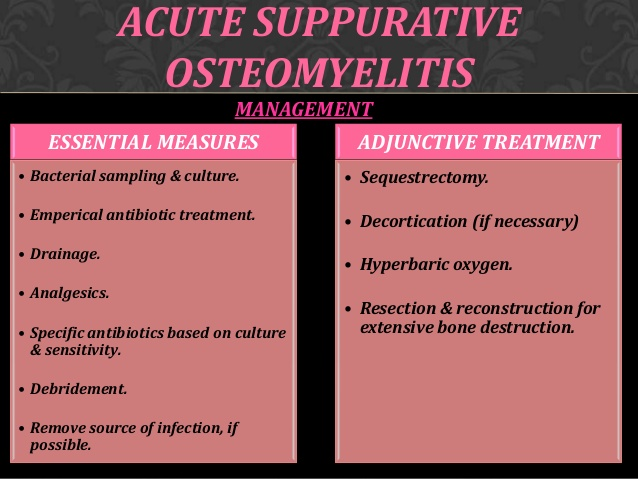 ACUTE SUPPURATIVE
OSTEOMYELITIS
MANAGEMENT
ESSENTIAL MEASURES
• Bacterial sampling & culture.
• Emperical antibiotic treatment.
• Drainage.
• Analgesics.
• Specific antibiotics based on culture
& sensitivity.
• Debridement.
• Remove source of infection, if
possible.
ADJUNCTIVE TREATMENT
• Sequestrectomy.
• Decortication (if necessary)
• Hyperbaric oxygen.
• Resection & reconstruction for
extensive bone destruction.